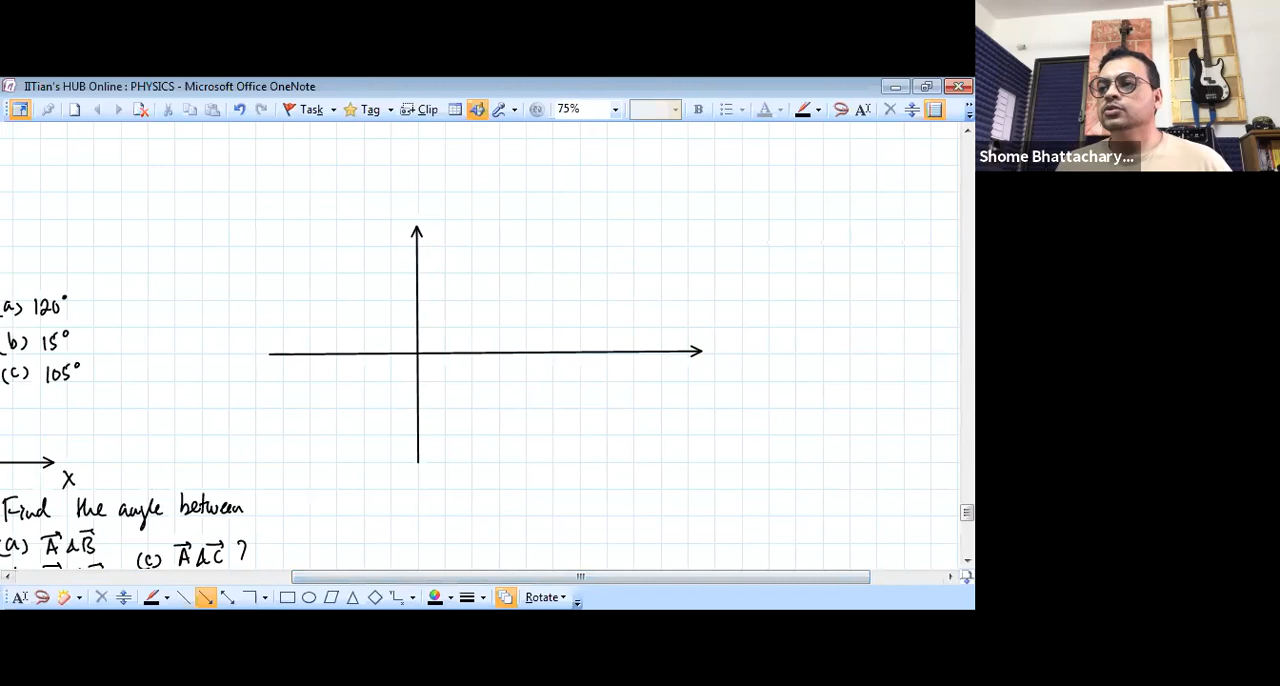 IITian's HUB Online : PHYSICS - Microsoft Office OneNote
Task Tag Clip 75% B A A
Shome Bhattachary...
(a) 120°
(b) 15°
(c) 105°
X
Find the angle between
(a) A⃗ & B⃗ (c) A⃗ & C⃗ ?
A Rotate